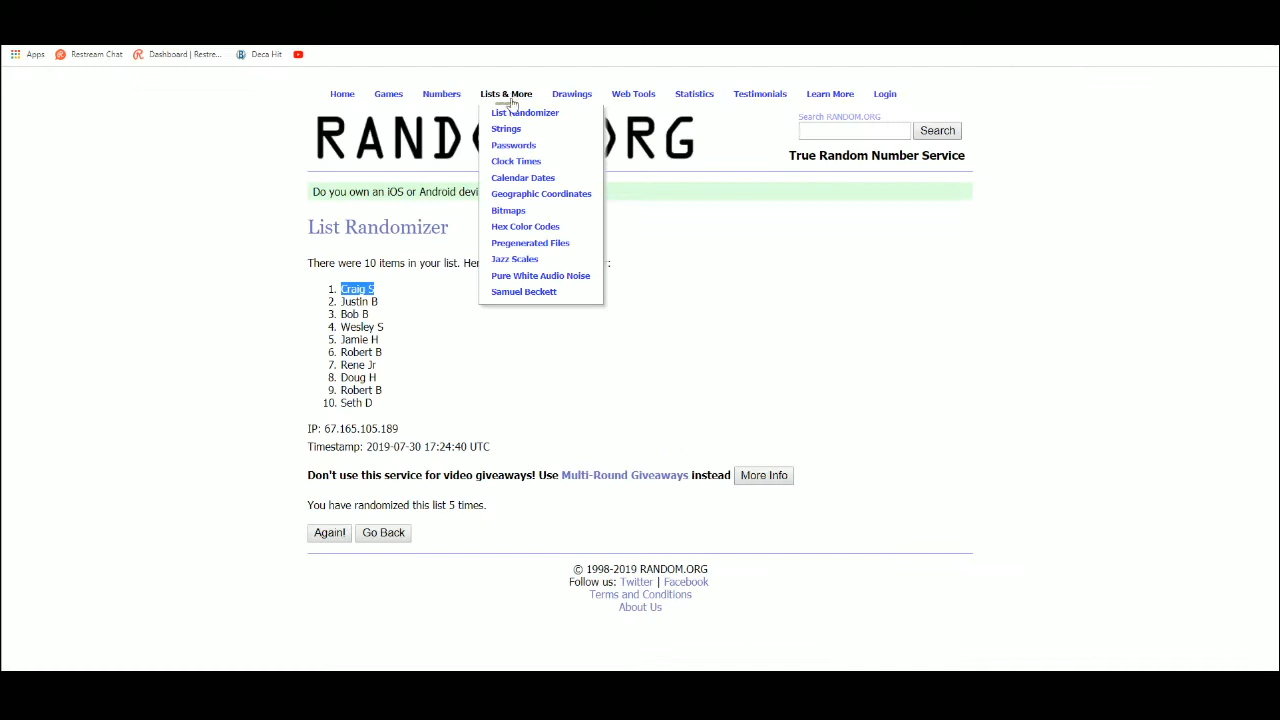 Apps Restream Chat Dashboard | Restre... Deca Hit
Home Games Numbers Lists & More Drawings Web Tools Statistics Testimonials Learn More Login
List Randomizer
Strings
Passwords
Clock Times
Calendar Dates
Geographic Coordinates
Bitmaps
Hex Color Codes
Pregenerated Files
Jazz Scales
Pure White Audio Noise
Samuel Beckett
Search RANDOM.ORG
Search
True Random Number Service
Do you own an iOS or Android
List Randomizer
There were 10 items in your list.
1. Craig S
2. Justin B
3. Bob B
4. Wesley S
5. Jamie H
6. Robert B
7. Rene Jr
8. Doug H
9. Robert B
10. Seth D
IP: 67.165.105.189
Timestamp: 2019-07-30 17:24:40 UTC
Don't use this service for video giveaways! Use Multi-Round Giveaways instead More Info
You have randomized this list 5 times.
Again! Go Back
© 1998-2019 RANDOM.ORG
Follow us: Twitter | Facebook
Terms and Conditions
About Us